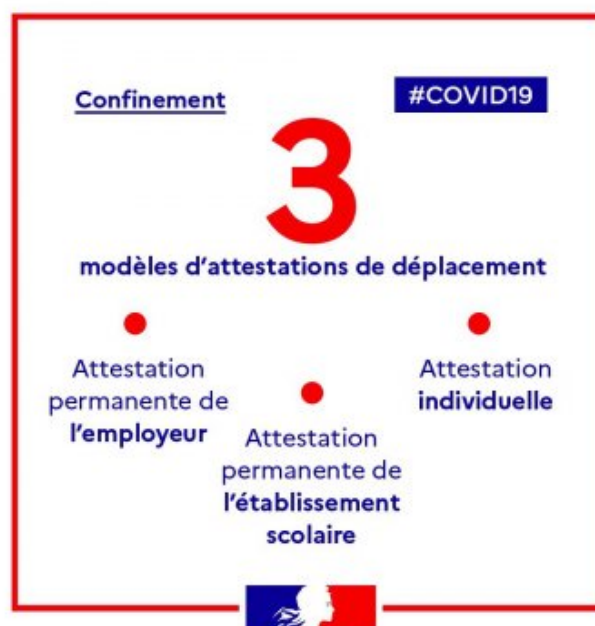 Confinement
#COVID19
3
modèles d'attestations de déplacement
Attestation
permanente de
l'employeur
Attestation
permanente de
l'établissement
scolaire
Attestation
individuelle